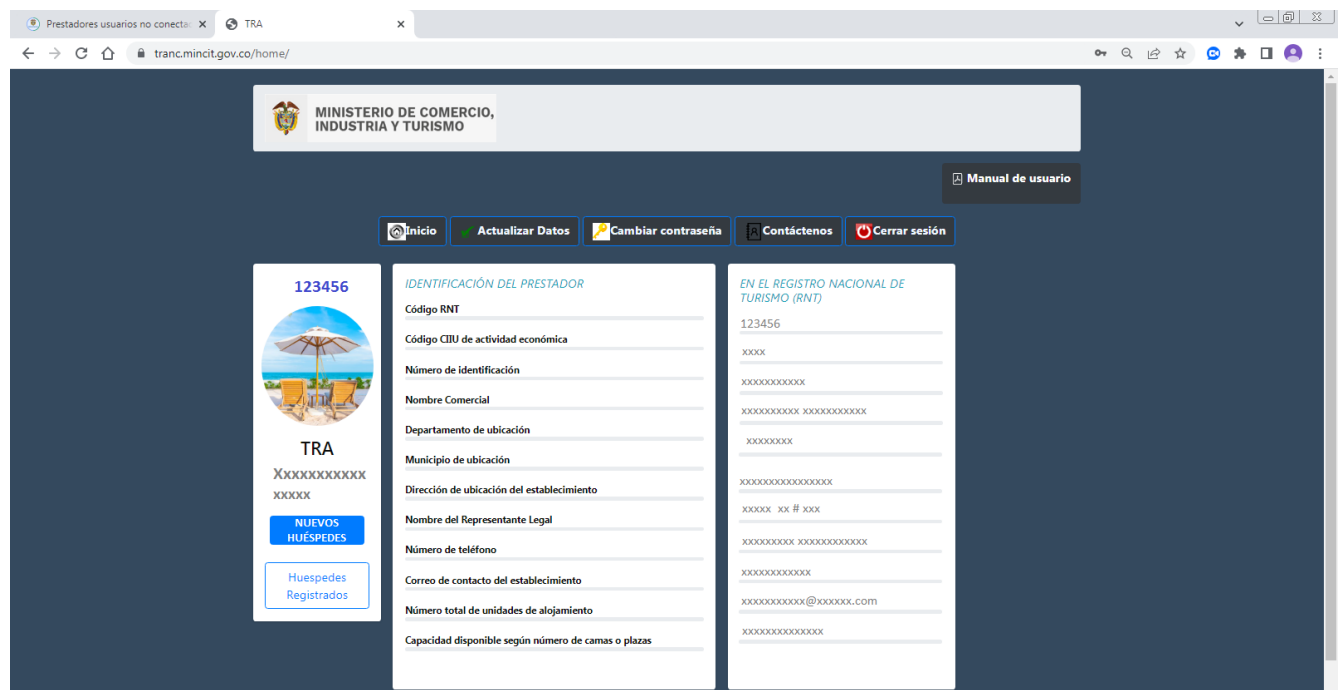 Prestadores usuarios no conecta
TRA
tranc.mincit.gov.co/home/
MINISTERIO DE COMERCIO,
INDUSTRIA Y TURISMO
Manual de usuario
Inicio
Actualizar Datos
Cambiar contraseña
Contáctenos
Cerrar sesión
123456
TRA
Xxxxxxxxxxx
xxxxx
NUEVOS
HUÉSPEDES
Huespedes
Registrados
IDENTIFICACIÓN DEL PRESTADOR
Código RNT
Código CIIU de actividad económica
Número de identificación
Nombre Comercial
Departamento de ubicación
Municipio de ubicación
Dirección de ubicación del establecimiento
Nombre del Representante Legal
Número de teléfono
Correo de contacto del establecimiento
Número total de unidades de alojamiento
Capacidad disponible según número de camas o plazas
EN EL REGISTRO NACIONAL DE
TURISMO (RNT)
123456
xxxx
xxxxxxxxxxx
xxxxxxxxxx xxxxxxxxxxx
xxxxxxxx
xxxxxxxxxxxxxxxx
xxxxx xx # xxx
xxxxxxxxx xxxxxxxxxxxx
xxxxxxxxxxxx
xxxxxxxxxxx@xxxxxx.com
xxxxxxxxxxxxxx